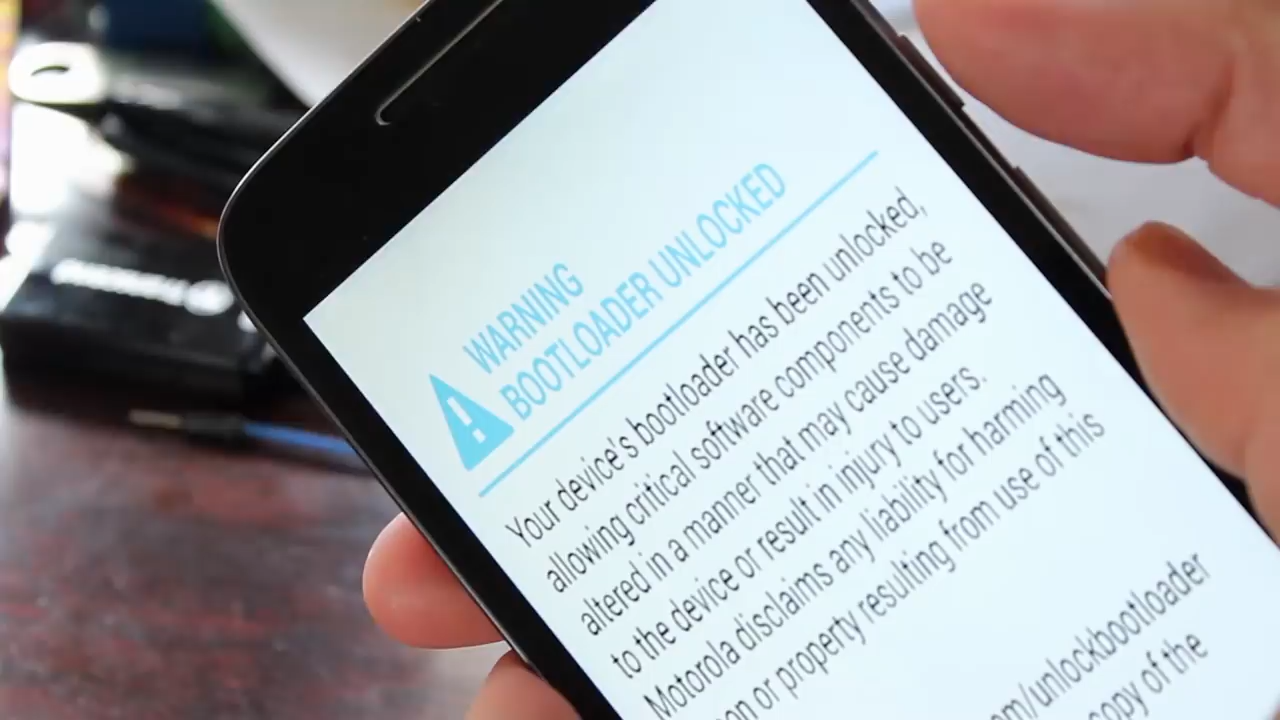 WARNING
BOOTLOADER UNLOCKED
Your device's bootloader has been unlocked,
allowing critical software components to be
altered in a manner that may cause damage
to the device or result in injury to users.
Motorola disclaims any liability for harming
or property resulting from use of this
om/unlockbootloader
copy of the